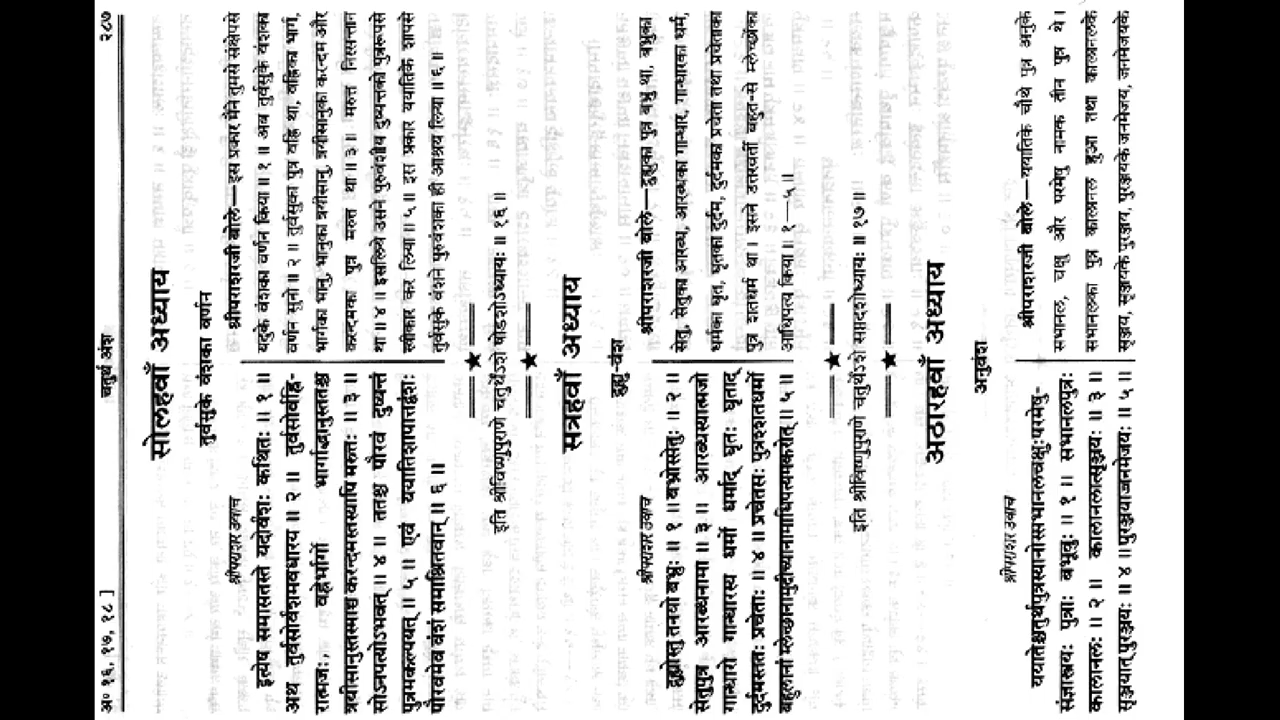 अ० १६, १७, १८ ]
चतुर्थ अंश
२८७
सोलहवाँ अध्याय
तुर्वसुके वंशका वर्णन
श्रीपराशर उवाच
इत्येष समासतस्ते यदोर्वंशः कथितः ॥ १ ॥
अथ तुर्वसोर्वंशमवधारय ॥ २ ॥ तुर्वसोर्वह्नि-
रात्मजः, वह्नेर्भार्गो भार्गाद्भानुस्ततश्च
त्रयीसानुस्तस्माच्च करन्दमस्तस्यापि मरुत्तः ॥ ३ ॥
सोऽनपत्योऽभवत् ॥ ४ ॥ ततश्च पौरवं दुष्यन्तं
पुत्रमकल्पयत् ॥ ५ ॥ एवं ययातिशापात्तद्वंशः
पौरवमेव वंशं समाश्रितवान् ॥ ६ ॥
श्रीपराशरजी बोले—इस प्रकार मैंने तुमसे संक्षेपसे
यदुके वंशका वर्णन किया ॥ १ ॥ अब तुर्वसुके वंशका
वर्णन सुनो ॥ २ ॥ तुर्वसुका पुत्र वह्नि था, वह्निका भार्ग,
भार्गका भानु, भानुका त्रयीसानु, त्रयीसानुका करन्दम और
करन्दमका पुत्र मरुत्त था ॥ ३ ॥ मरुत्त निस्सन्तान
था ॥ ४ ॥ इसलिये उसने पुरुवंशीय दुष्यन्तको पुत्ररूपसे
स्वीकार कर लिया ॥ ५ ॥ इस प्रकार ययातिके शापसे
तुर्वसुके वंशने पुरुवंशका ही आश्रय लिया ॥ ६ ॥
इति श्रीविष्णुपुराणे चतुर्थेंऽशे षोडशोऽध्यायः ॥ १६ ॥
सत्रहवाँ अध्याय
द्रुह्यु-वंश
श्रीपराशर उवाच
द्रुह्योस्तु तनयो बभ्रुः ॥ १ ॥ बभ्रोस्सेतुः ॥ २ ॥
सेतुपुत्र आरब्धनामा ॥ ३ ॥ आरब्धस्यात्मजो
गान्धारो गान्धारस्य धर्मो धर्माद् घृतः घृताद्
दुर्दमस्ततः प्रचेताः ॥ ४ ॥ प्रचेतसः पुत्रश्शतधर्मो
बहुलानां म्लेच्छानामुदीच्यानामाधिपत्यमकरोत् ॥ ५ ॥
श्रीपराशरजी बोले—द्रुह्युका पुत्र बभ्रु था, बभ्रुका
सेतु, सेतुका आरब्ध, आरब्धका गान्धार, गान्धारका धर्म,
धर्मका घृत, घृतका दुर्दम, दुर्दमका प्रचेता तथा प्रचेताका
पुत्र शतधर्म था। इसने उत्तरवर्ती बहुत-से म्लेच्छोंका
आधिपत्य किया ॥ १—५ ॥
इति श्रीविष्णुपुराणे चतुर्थेंऽशे सप्तदशोध्यायः ॥ १७ ॥
अठारहवाँ अध्याय
अनुवंश
श्रीपराशर उवाच
ययातेश्चतुर्थपुत्रस्यानोस्सभानलचक्षुःपरमेषु-
संज्ञास्त्रयः पुत्राः बभूवुः ॥ १ ॥ सभानलपुत्रः
कालानलः ॥ २ ॥ कालानलात्सृञ्जयः ॥ ३ ॥
सृञ्जयात् पुरञ्जयः ॥ ४ ॥ पुरञ्जयाज्जनमेजयः ॥ ५ ॥
श्रीपराशरजी बोले—ययातिके चौथे पुत्र अनुके
सभानल, चक्षु और परमेषु नामक तीन पुत्र थे।
सभानलका पुत्र कालानल हुआ तथा कालानलके
सृञ्जय, सृञ्जयके पुरञ्जय, पुरञ्जयके जनमेजय, जनमेजयके